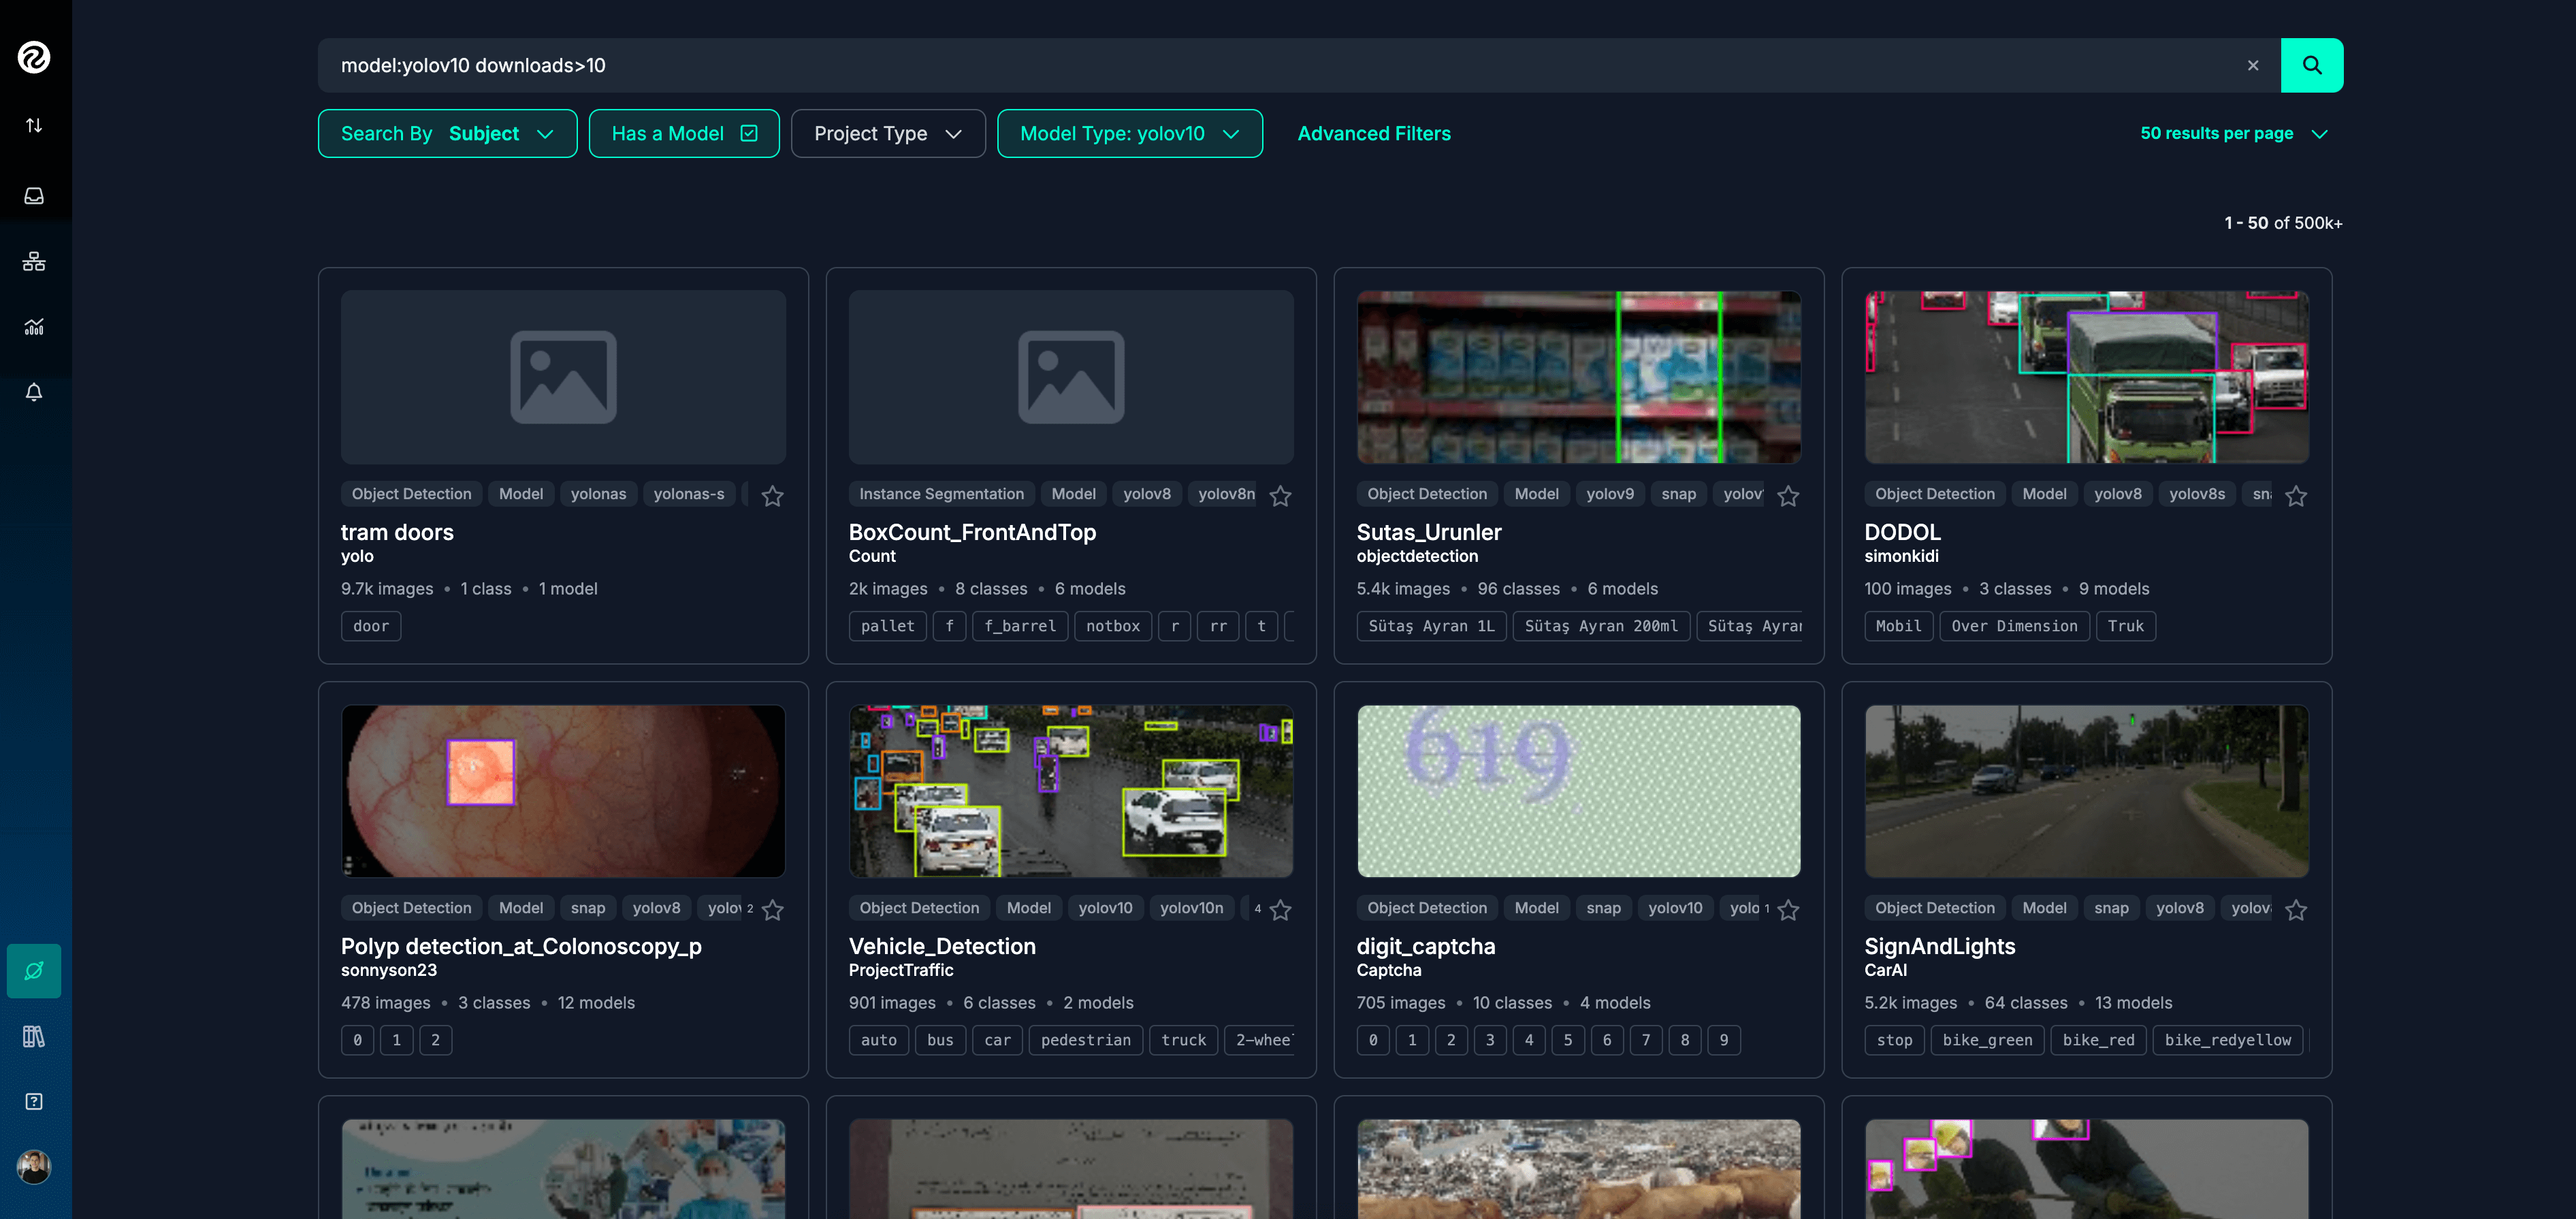 model:yolov10 downloads>10
Search By Subject
Has a Model
Project Type
Model Type: yolov10
Advanced Filters
50 results per page
1 - 50 of 500k+
Object Detection Model yolonas yolonas-s
tram doors
yolo
9.7k images • 1 class • 1 model
door
Instance Segmentation Model yolov8 yolov8n
BoxCount_FrontAndTop
Count
2k images • 8 classes • 6 models
pallet f f_barrel notbox r rr t
Object Detection Model yolov9 snap yolov
Sutas_Urunler
objectdetection
5.4k images • 96 classes • 6 models
Sütaş Ayran 1L Sütaş Ayran 200ml Sütaş Ayran
Object Detection Model yolov8 yolov8s sn
DODOL
simonkidi
100 images • 3 classes • 9 models
Mobil Over Dimension Truk
Object Detection Model snap yolov8 yolov 2
Polyp detection_at_Colonoscopy_p
sonnyson23
478 images • 3 classes • 12 models
0 1 2
Object Detection Model yolov10 yolov10n 4
Vehicle_Detection
ProjectTraffic
901 images • 6 classes • 2 models
auto bus car pedestrian truck 2-wheel
619
Object Detection Model snap yolov10 yolo 1
digit_captcha
Captcha
705 images • 10 classes • 4 models
0 1 2 3 4 5 6 7 8 9
Object Detection Model snap yolov8 yolov
SignAndLights
CarAI
5.2k images • 64 classes • 13 models
stop bike_green bike_red bike_redyellow